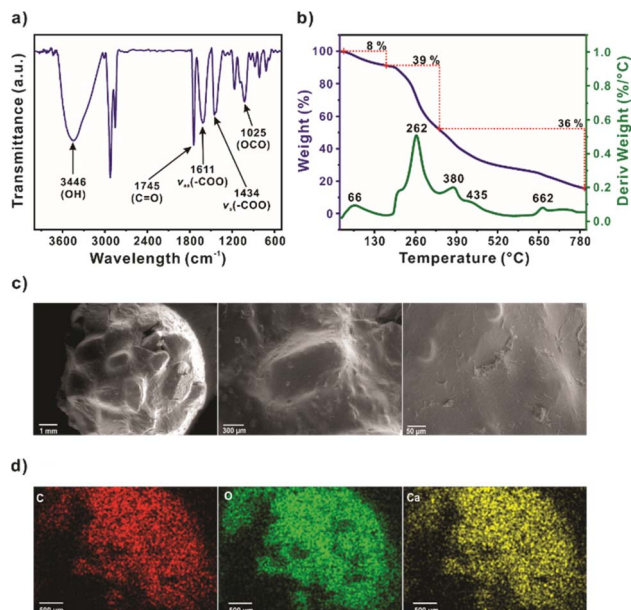 a)
Transmittance (a.u.)
3446
(OH)
1745
(C=O)
1611
νas(-COO)
1434
νs(-COO)
1025
(OCO)
3600 3000 2400 1800 1200 600
Wavelength (cm-1)
b)
Weight (%)
100
80
60
40
20
0
8 %
39 %
36 %
66
262
380
435
662
1.0
0.8
0.6
0.4
0.2
0.0
Deriv Weight (%/°C)
130 260 390 520 650 780
Temperature (°C)
c)
1 mm
300 µm
50 µm
d)
C
500 µm
O
500 µm
Ca
500 µm